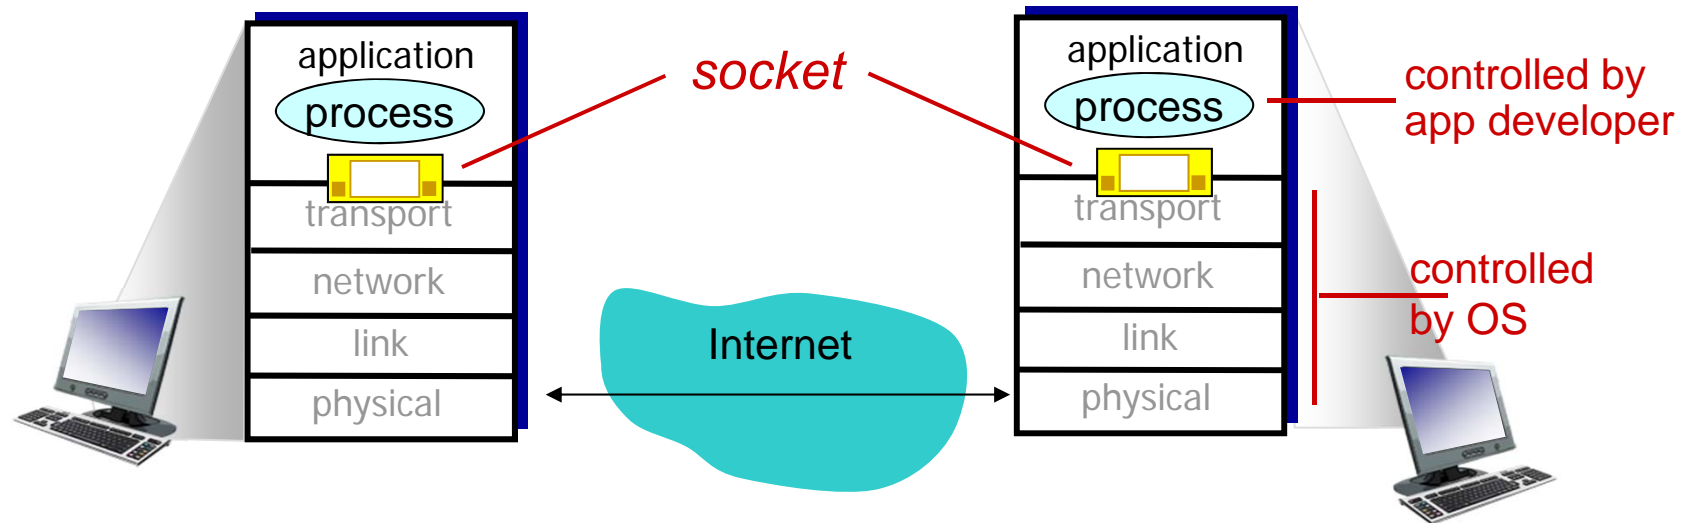 application
process
transport
network
link
physical
socket
Internet
application
process
transport
network
link
physical
controlled by
app developer
controlled
by OS